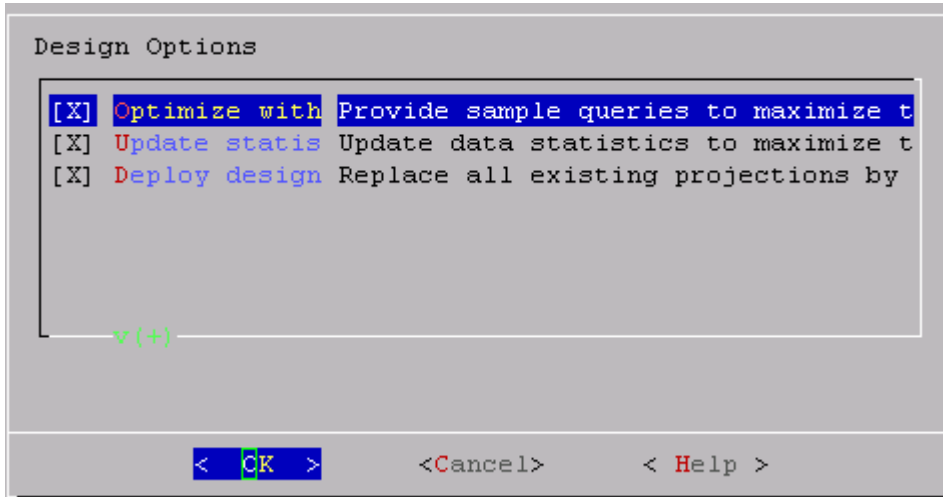 Design Options
[X] Optimize with Provide sample queries to maximize t
[X] Update statis Update data statistics to maximize t
[X] Deploy design Replace all existing projections by
▽(+)
< OK > <Cancel> < Help >